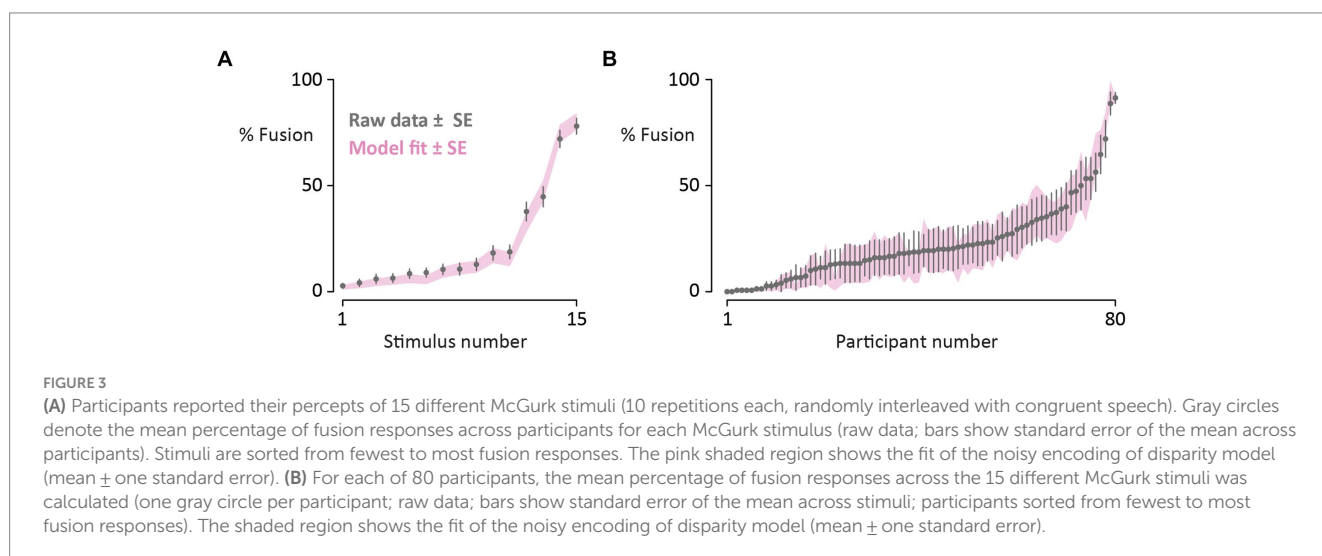 A
100
% Fusion
50
0
1
15
Stimulus number
Raw data ± SE
Model fit ± SE
B
100
% Fusion
50
0
1
80
Participant number
FIGURE 3
(A) Participants reported their percepts of 15 different McGurk stimuli (10 repetitions each, randomly interleaved with congruent speech). Gray circles
denote the mean percentage of fusion responses across participants for each McGurk stimulus (raw data; bars show standard error of the mean across
participants). Stimuli are sorted from fewest to most fusion responses. The pink shaded region shows the fit of the noisy encoding of disparity model
(mean ± one standard error). (B) For each of 80 participants, the mean percentage of fusion responses across the 15 different McGurk stimuli was
calculated (one gray circle per participant; raw data; bars show standard error of the mean across stimuli; participants sorted from fewest to most
fusion responses). The shaded region shows the fit of the noisy encoding of disparity model (mean ± one standard error).